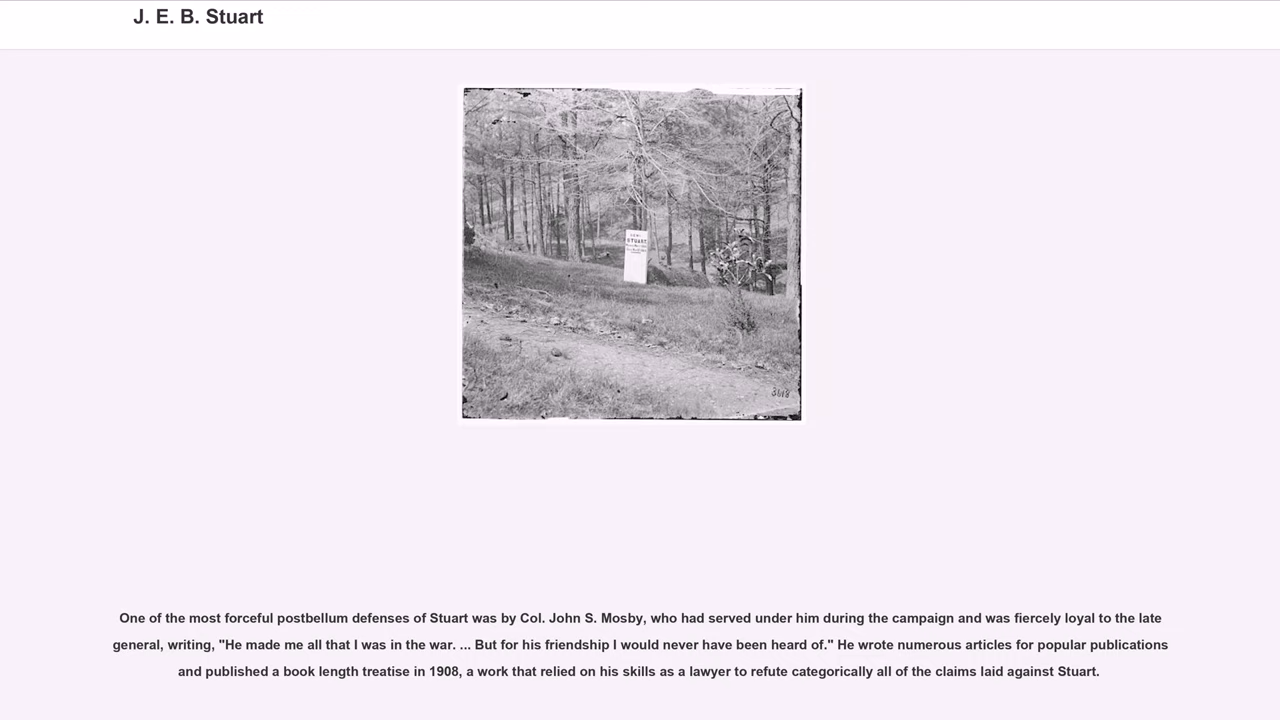 J. E. B. Stuart
STUART
3618
One of the most forceful postbellum defenses of Stuart was by Col. John S. Mosby, who had served under him during the campaign and was fiercely loyal to the late
general, writing, "He made me all that I was in the war. ... But for his friendship I would never have been heard of." He wrote numerous articles for popular publications
and published a book length treatise in 1908, a work that relied on his skills as a lawyer to refute categorically all of the claims laid against Stuart.